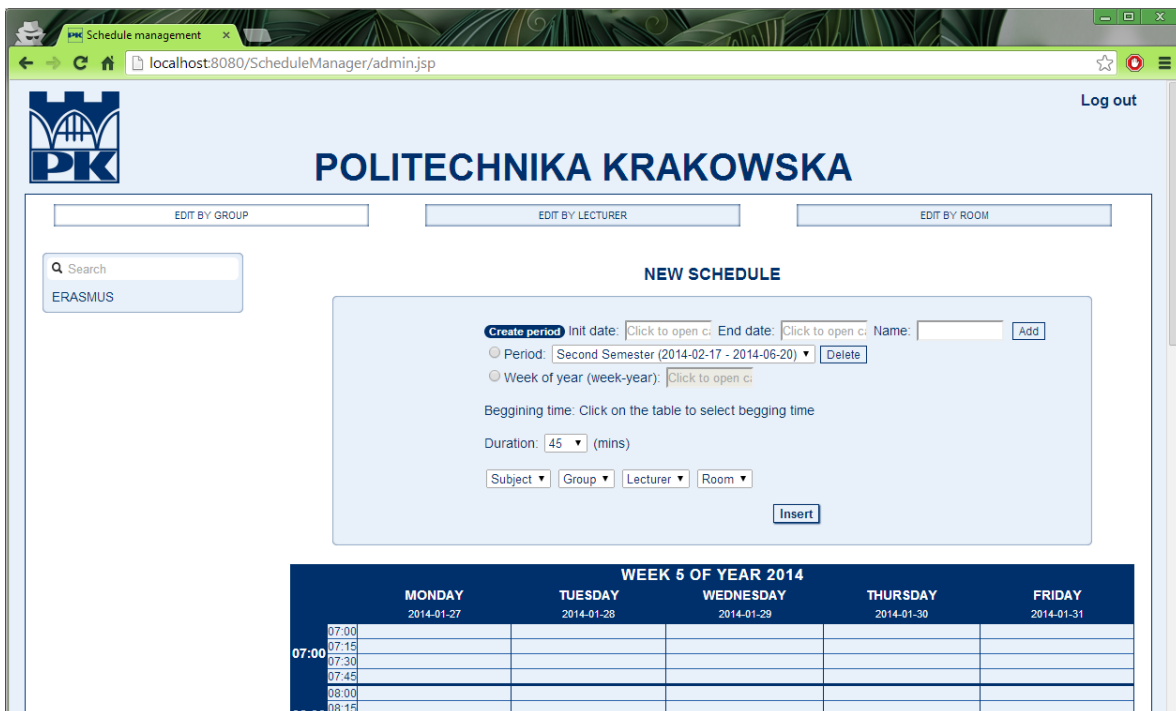 Schedule management
localhost:8080/ScheduleManager/admin.jsp
Log out
PK
POLITECHNIKA KRAKOWSKA
EDIT BY GROUP
EDIT BY LECTURER
EDIT BY ROOM
Search
ERASMUS
NEW SCHEDULE
Create period Init date: Click to open ca End date: Click to open ca Name: Add
Period: Second Semester (2014-02-17 - 2014-06-20) Delete
Week of year (week-year): Click to open ca
Beggining time: Click on the table to select begging time
Duration: 45 (mins)
Subject Group Lecturer Room
Insert
WEEK 5 OF YEAR 2014
MONDAY TUESDAY WEDNESDAY THURSDAY FRIDAY
2014-01-27 2014-01-28 2014-01-29 2014-01-30 2014-01-31
07:00
07:00
07:15
07:30
07:45
08:00
08:15